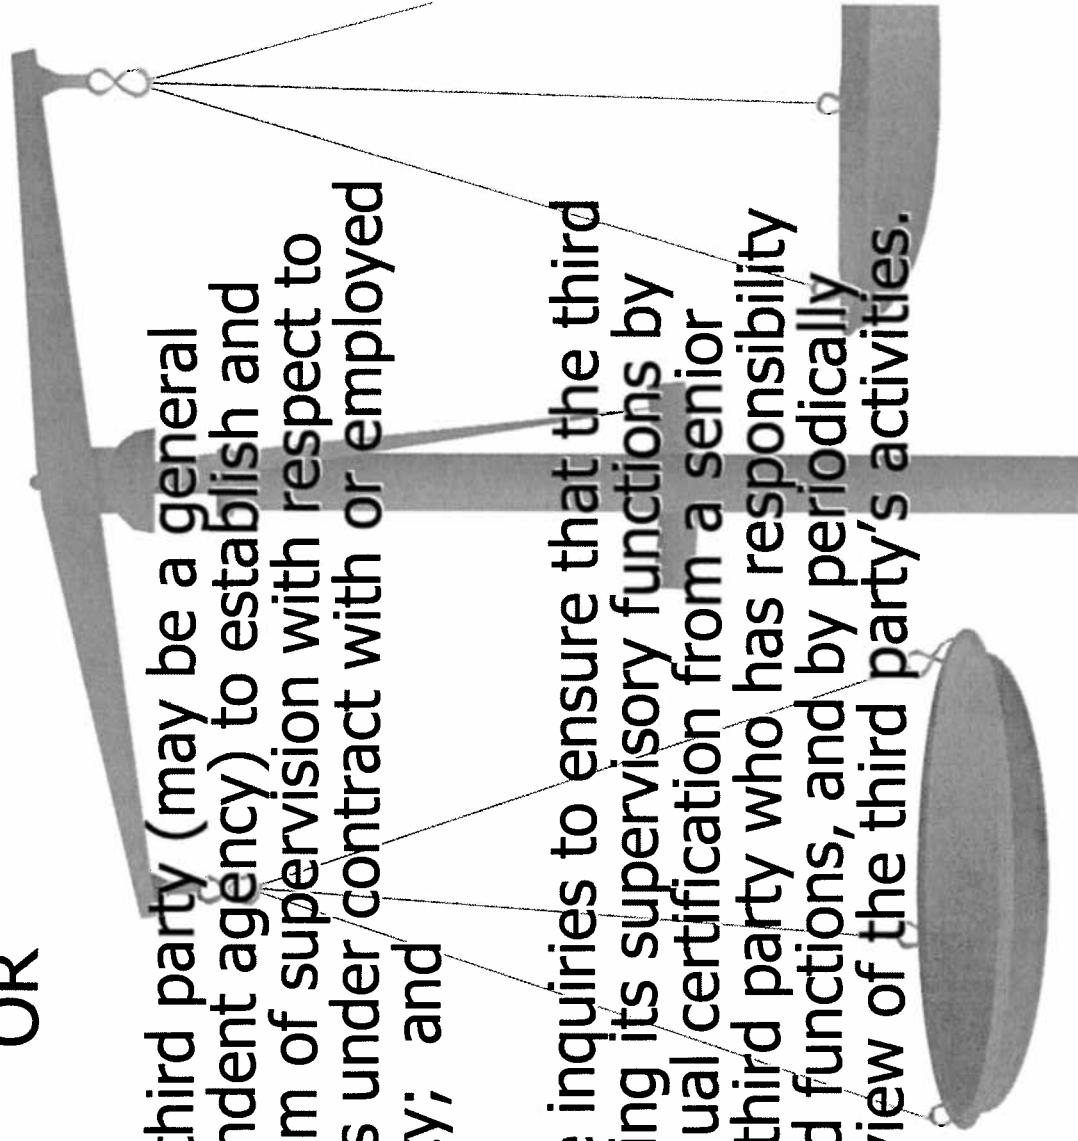 OR
third party (may be a general
ndent agency) to establish and
m of supervision with respect to
s under contract with or employed
y; and
e inquiries to ensure that the third
ing its supervisory functions by
ual certification from a senior
third party who has responsibility
d functions, and by periodically
view of the third party's activities.